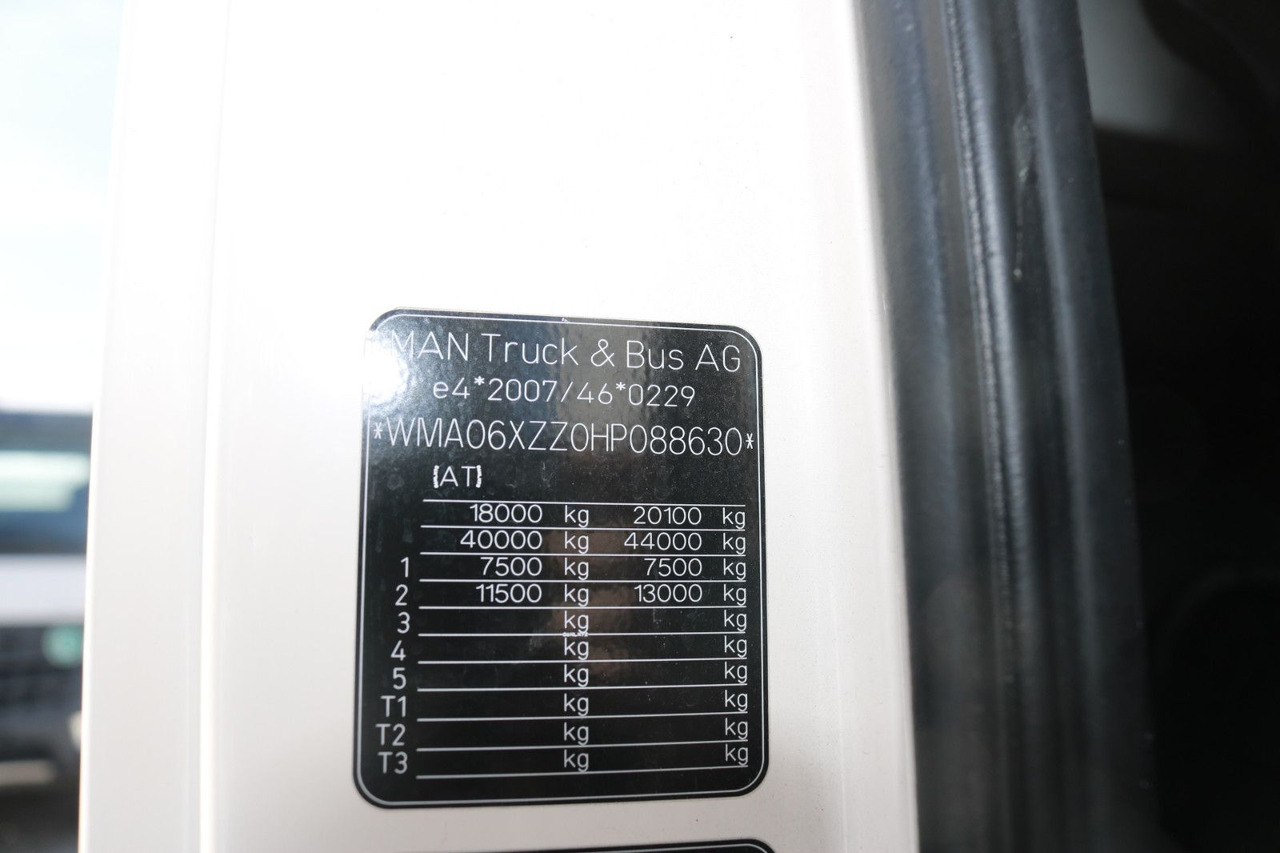 MAN Truck & Bus AG
e4*2007/46*0229
*WMA06XZZ0HP088630*
(AT)
18000 kg 20100 kg
40000 kg 44000 kg
1 7500 kg 7500 kg
2 11500 kg 13000 kg
3 kg kg
4 kg kg
5 kg kg
T1 kg kg
T2 kg kg
T3 kg kg